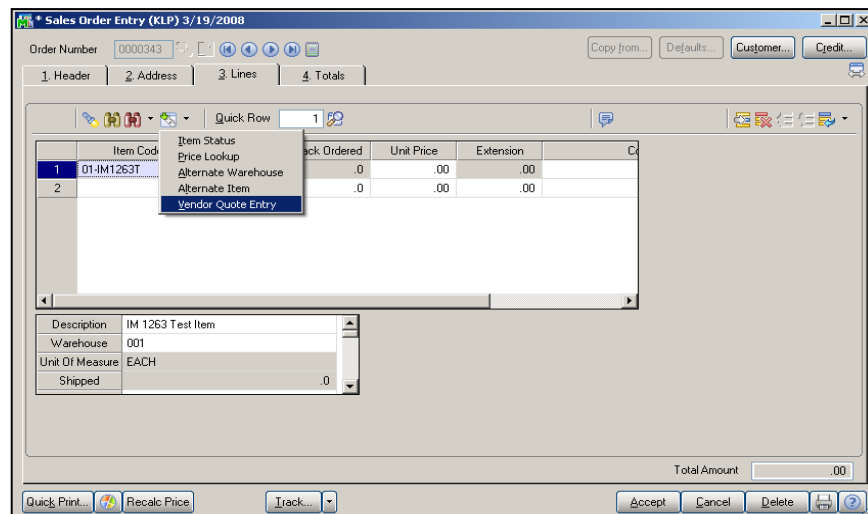 * Sales Order Entry (KLP) 3/19/2008
Order Number 0000343 Copy from... Defaults... Customer... Credit...
1. Header 2. Address 3. Lines 4. Totals
Quick Row 1
Item Status
Price Lookup
Alternate Warehouse
Alternate Item
Vendor Quote Entry
Item Cod ack Ordered Unit Price Extension Co
1 01-IM1263T .0 .00 .00
2 .0 .00 .00
Description IM 1263 Test Item
Warehouse 001
Unit Of Measure EACH
Shipped .0
Total Amount .00
Quick Print... Recalc Price Track... Accept Cancel Delete